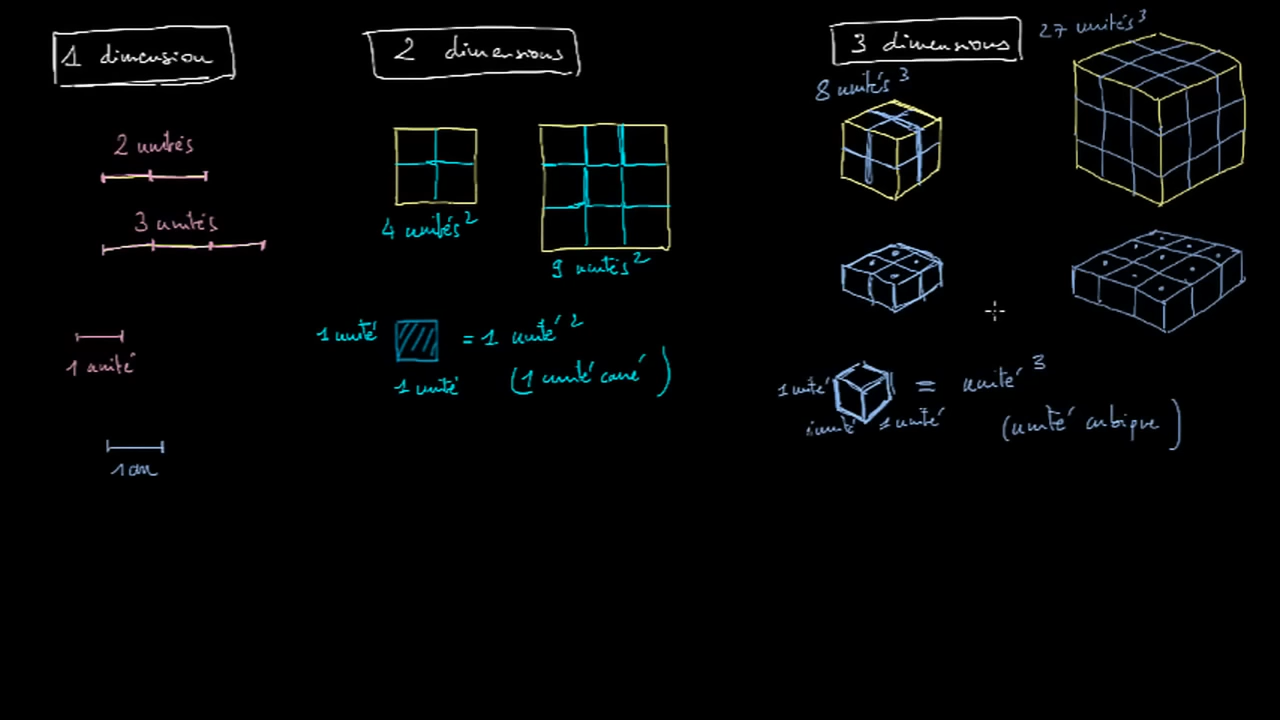 1 dimension
2 unités
3 unités
1 unité
1 cm
2 dimensions
4 unités²
9 unités²
1 unité
= 1 unité²
1 unité
(1 unité carré)
3 dimensions
8 unités³
27 unités³
1 unité
= unité³
1 unité
1 unité
(unité cubique)